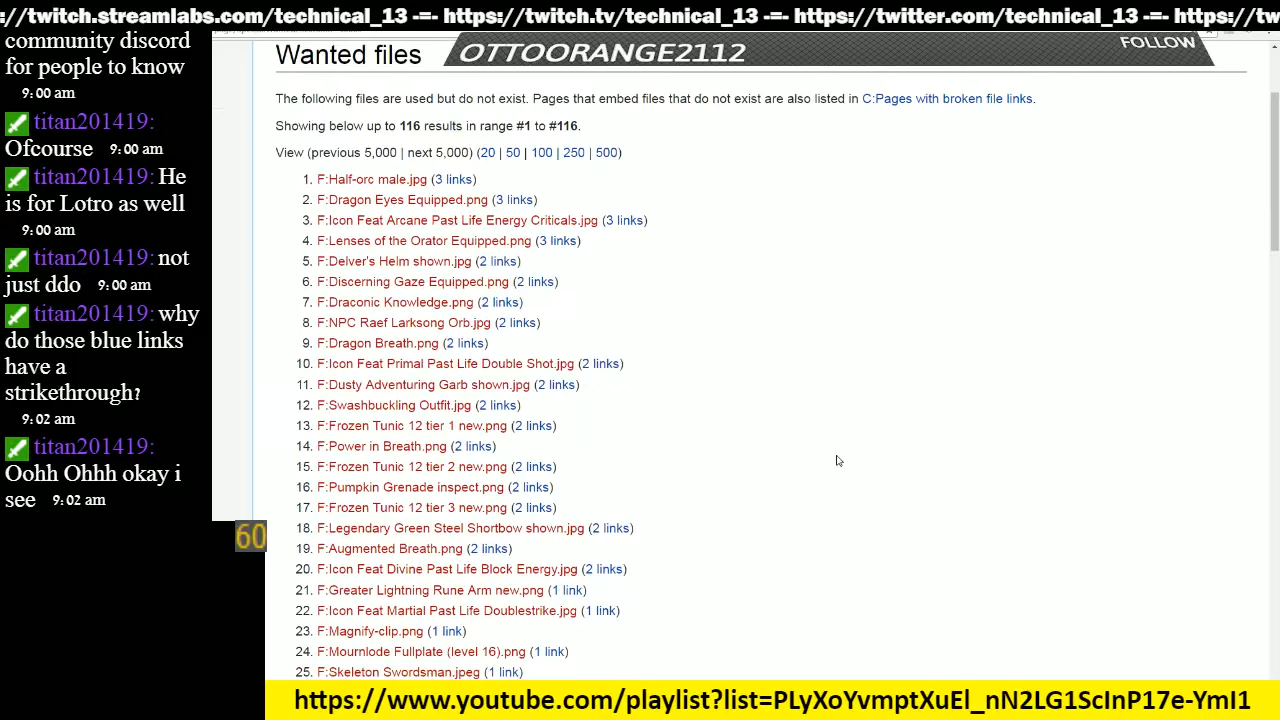 ://twitch.streamlabs.com/technical_13 -=- https://twitch.tv/technical_13 -=- https://twitter.com/technical_13 -=- https://tw
community discord
for people to know
9:00 am
titan201419:
Ofcourse 9:00 am
titan201419: He
is for Lotro as well
9:00 am
titan201419: not
just ddo 9:00 am
titan201419: why
do those blue links
have a
strikethrough?
9:02 am
titan201419:
Oohh Ohhh okay i
see 9:02 am
60
Wanted files
OTTOORANGE2112
FOLLOW
The following files are used but do not exist. Pages that embed files that do not exist are also listed in C:Pages with broken file links.
Showing below up to 116 results in range #1 to #116.
View (previous 5,000 | next 5,000) (20 | 50 | 100 | 250 | 500)
1. F:Half-orc male.jpg (3 links)
2. F:Dragon Eyes Equipped.png (3 links)
3. F:Icon Feat Arcane Past Life Energy Criticals.jpg (3 links)
4. F:Lenses of the Orator Equipped.png (3 links)
5. F:Delver's Helm shown.jpg (2 links)
6. F:Discerning Gaze Equipped.png (2 links)
7. F:Draconic Knowledge.png (2 links)
8. F:NPC Raef Larksong Orb.jpg (2 links)
9. F:Dragon Breath.png (2 links)
10. F:Icon Feat Primal Past Life Double Shot.jpg (2 links)
11. F:Dusty Adventuring Garb shown.jpg (2 links)
12. F:Swashbuckling Outfit.jpg (2 links)
13. F:Frozen Tunic 12 tier 1 new.png (2 links)
14. F:Power in Breath.png (2 links)
15. F:Frozen Tunic 12 tier 2 new.png (2 links)
16. F:Pumpkin Grenade inspect.png (2 links)
17. F:Frozen Tunic 12 tier 3 new.png (2 links)
18. F:Legendary Green Steel Shortbow shown.jpg (2 links)
19. F:Augmented Breath.png (2 links)
20. F:Icon Feat Divine Past Life Block Energy.jpg (2 links)
21. F:Greater Lightning Rune Arm new.png (1 link)
22. F:Icon Feat Martial Past Life Doublestrike.jpg (1 link)
23. F:Magnify-clip.png (1 link)
24. F:Mournlode Fullplate (level 16).png (1 link)
25. F:Skeleton Swordsman.jpeg (1 link)
https://www.youtube.com/playlist?list=PLyXoYvmptXuEl_nN2LG1ScInP17e-YmI1